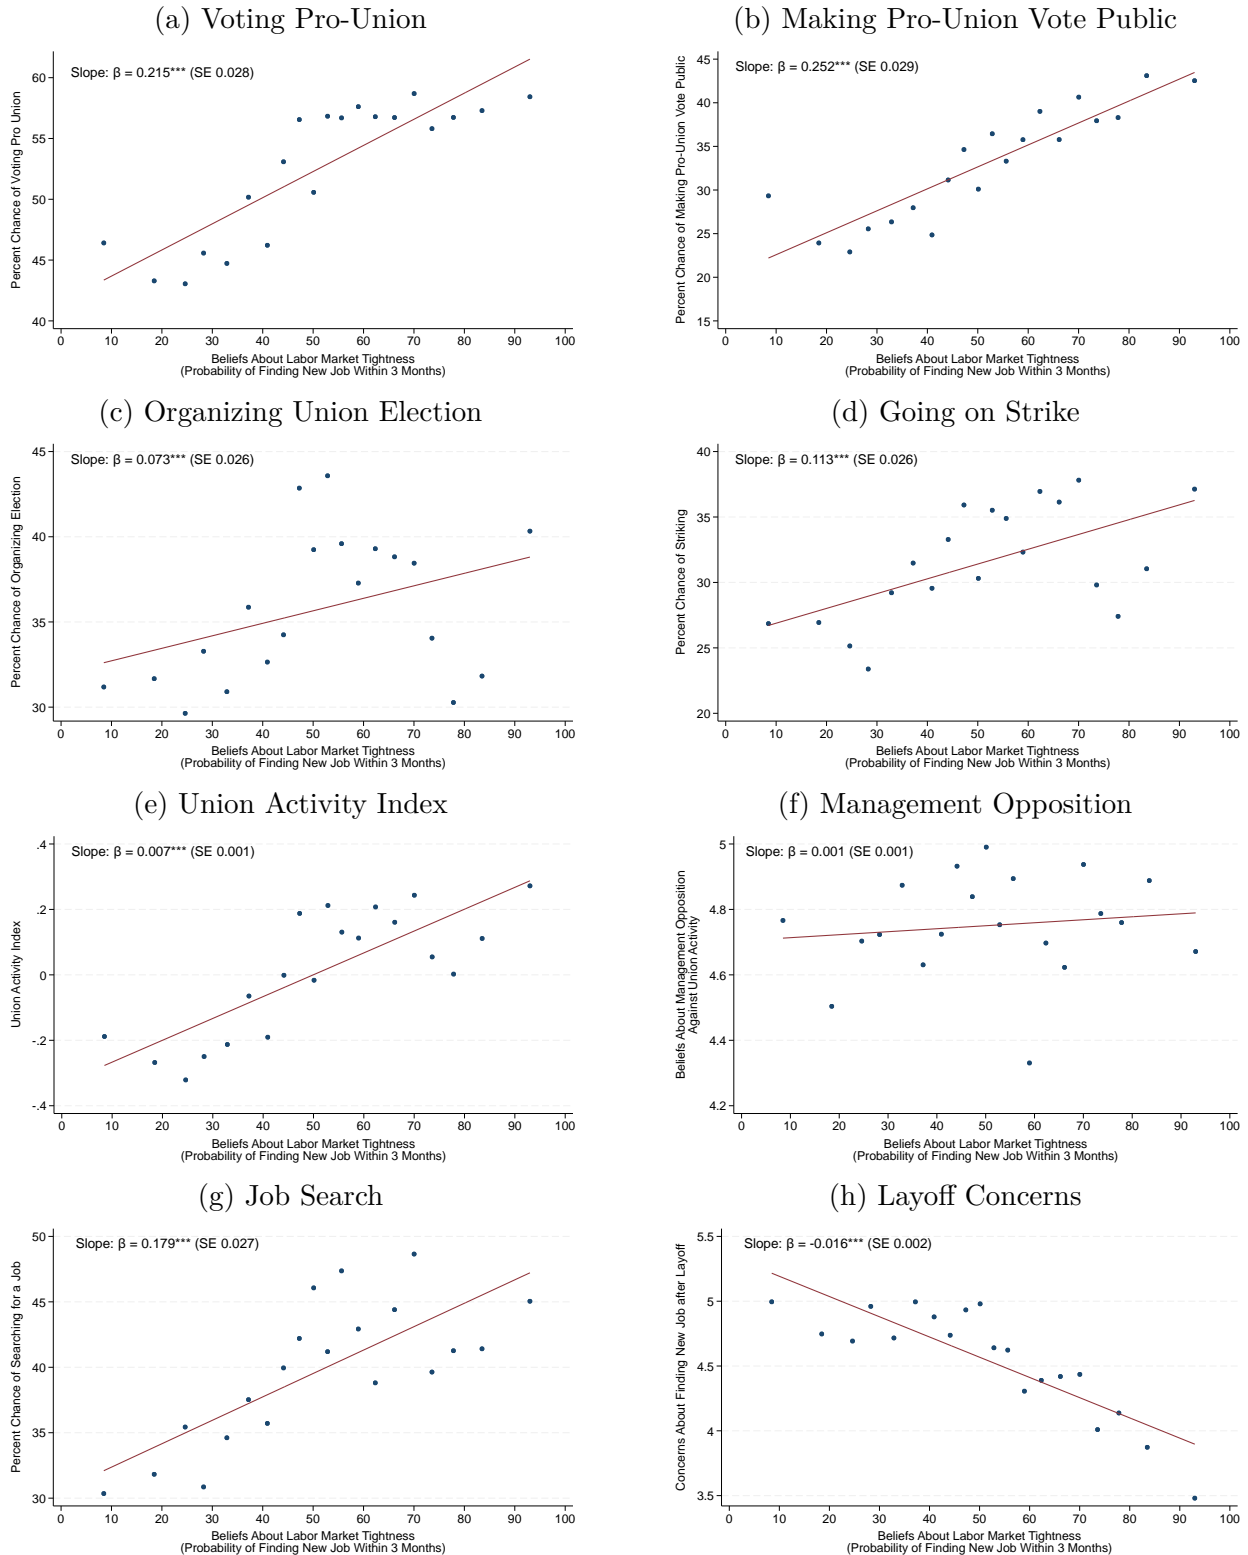 (a) Voting Pro-Union
Slope: β = 0.215*** (SE 0.028)
Percent Chance of Voting Pro Union
60
55
50
45
40
0 10 20 30 40 50 60 70 80 90 100
Beliefs About Labor Market Tightness
(Probability of Finding New Job Within 3 Months)
(b) Making Pro-Union Vote Public
Slope: β = 0.252*** (SE 0.029)
Percent Chance of Making Pro-Union Vote Public
45
40
35
30
25
20
15
0 10 20 30 40 50 60 70 80 90 100
Beliefs About Labor Market Tightness
(Probability of Finding New Job Within 3 Months)
(c) Organizing Union Election
Slope: β = 0.073*** (SE 0.026)
Percent Chance of Organizing Election
45
40
35
30
0 10 20 30 40 50 60 70 80 90 100
Beliefs About Labor Market Tightness
(Probability of Finding New Job Within 3 Months)
(d) Going on Strike
Slope: β = 0.113*** (SE 0.026)
Percent Chance of Striking
40
35
30
25
20
0 10 20 30 40 50 60 70 80 90 100
Beliefs About Labor Market Tightness
(Probability of Finding New Job Within 3 Months)
(e) Union Activity Index
Slope: β = 0.007*** (SE 0.001)
Union Activity Index
.4
.2
0
-.2
-.4
0 10 20 30 40 50 60 70 80 90 100
Beliefs About Labor Market Tightness
(Probability of Finding New Job Within 3 Months)
(f) Management Opposition
Slope: β = 0.001 (SE 0.001)
Beliefs About Management Opposition
Against Union Activity
5
4.8
4.6
4.4
4.2
0 10 20 30 40 50 60 70 80 90 100
Beliefs About Labor Market Tightness
(Probability of Finding New Job Within 3 Months)
(g) Job Search
Slope: β = 0.179*** (SE 0.027)
Percent Chance of Searching for a Job
50
45
40
35
30
0 10 20 30 40 50 60 70 80 90 100
Beliefs About Labor Market Tightness
(Probability of Finding New Job Within 3 Months)
(h) Layoff Concerns
Slope: β = -0.016*** (SE 0.002)
Concerns About Finding New Job after Layoff
5.5
5
4.5
4
3.5
0 10 20 30 40 50 60 70 80 90 100
Beliefs About Labor Market Tightness
(Probability of Finding New Job Within 3 Months)